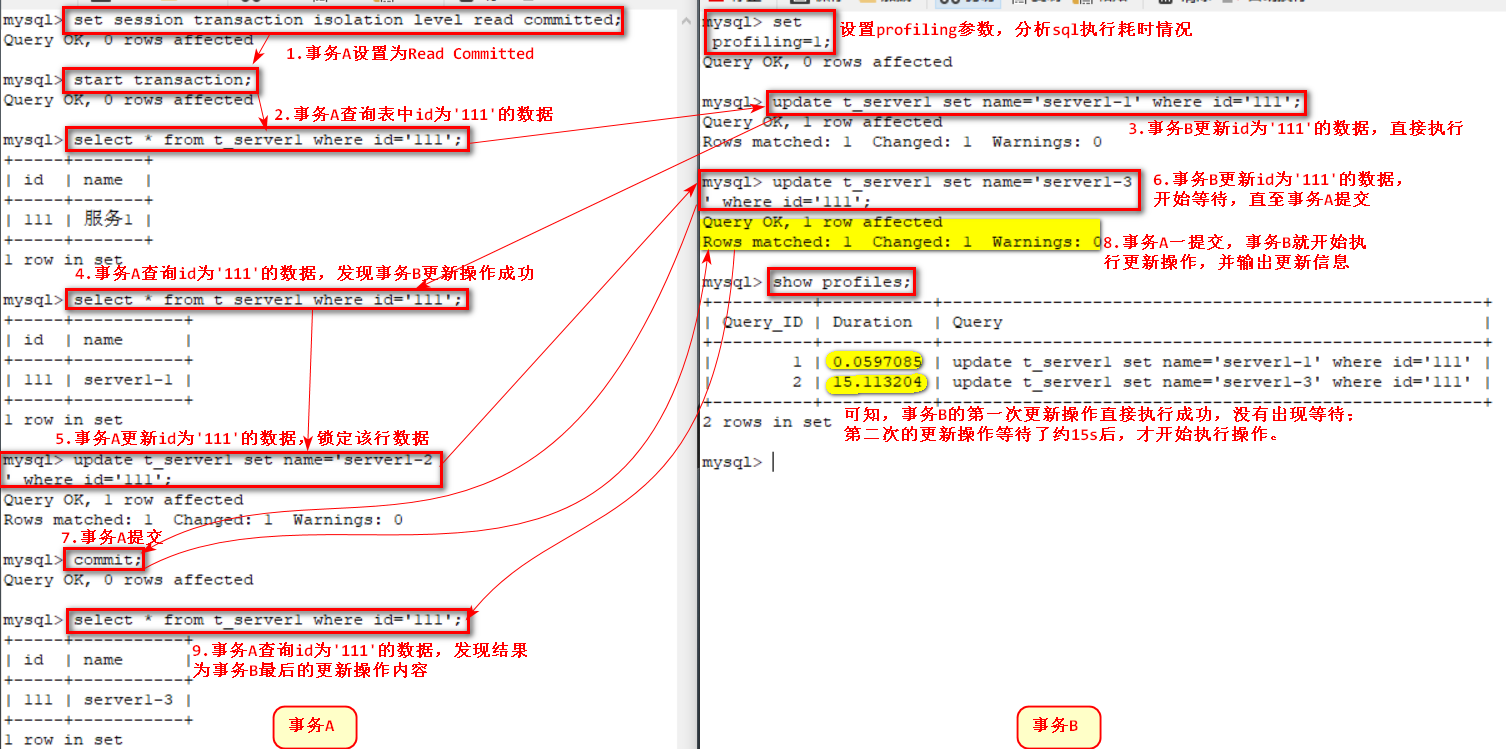 mysql> set session transaction isolation level read committed;
Query OK, 0 rows affected
1.事务A设置为Read Committed
mysql> start transaction;
Query OK, 0 rows affected
2.事务A查询表中id为'111'的数据
mysql> select * from t_server1 where id='111';
+-----+-------+
| id  | name  |
+-----+-------+
| 111 | 服务1 |
+-----+-------+
1 row in set
4.事务A查询id为'111'的数据，发现事务B更新操作成功
mysql> select * from t_server1 where id='111';
+-----+-----------+
| id  | name      |
+-----+-----------+
| 111 | server1-1 |
+-----+-----------+
1 row in set
5.事务A更新id为'111'的数据，锁定该行数据
mysql> update t_server1 set name='server1-2
' where id='111';
Query OK, 1 row affected
Rows matched: 1  Changed: 1  Warnings: 0
7.事务A提交
mysql> commit;
Query OK, 0 rows affected
mysql> select * from t_server1 where id='111';
+-----+-----------+
| id  | name      |
+-----+-----------+
| 111 | server1-3 |
+-----+-----------+
1 row in set
9.事务A查询id为'111'的数据，发现结果
为事务B最后的更新操作内容
事务A
mysql> set
profiling=1;
设置profiling参数，分析sql执行耗时情况
Query OK, 0 rows affected
mysql> update t_server1 set name='server1-1' where id='111';
Query OK, 1 row affected
3.事务B更新id为'111'的数据，直接执行
Rows matched: 1  Changed: 1  Warnings: 0
mysql> update t_server1 set name='server1-3
' where id='111';
6.事务B更新id为'111'的数据，
开始等待，直至事务A提交
Query OK, 1 row affected
Rows matched: 1  Changed: 1  Warnings: 0
8.事务A一提交，事务B就开始执
行更新操作，并输出更新信息
mysql> show profiles;
+----------+-----------+------------------------------------------------------+
| Query_ID | Duration  | Query                                                |
+----------+-----------+------------------------------------------------------+
|        1 | 0.0597085 | update t_server1 set name='server1-1' where id='111' |
|        2 | 15.113204 | update t_server1 set name='server1-3' where id='111' |
+----------+-----------+------------------------------------------------------+
2 rows in set
可知，事务B的第一次更新操作直接执行成功，没有出现等待；
第二次的更新操作等待了约15s后，才开始执行操作。
mysql>
事务B